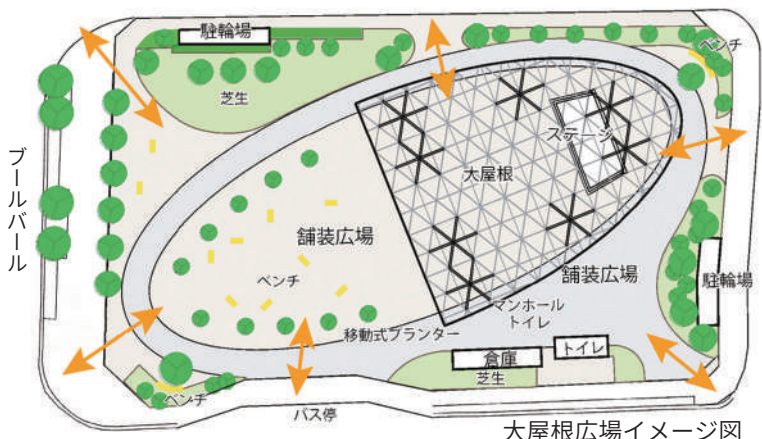 駐輪場
ベンチ
芝生
ステージ
大屋根
ブールバール
舗装広場
ベンチ
舗装広場
駐輪場
マンホール
トイレ
移動式プランター
トイレ
倉庫
芝生
ベンチ
バス停
大屋根広場イメージ図